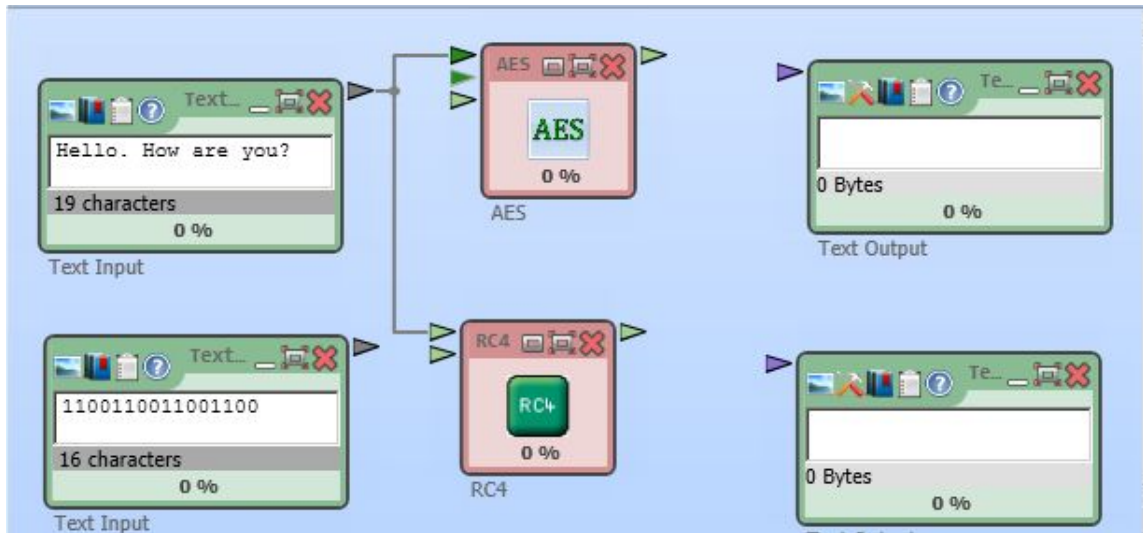 Text...
Hello. How are you?
19 characters
0 %
Text Input
AES
AES
0 %
AES
Te...
0 Bytes
0 %
Text Output
Text...
1100110011001100
16 characters
0 %
Text Input
RC4
RC4
0 %
RC4
Te...
0 Bytes
0 %